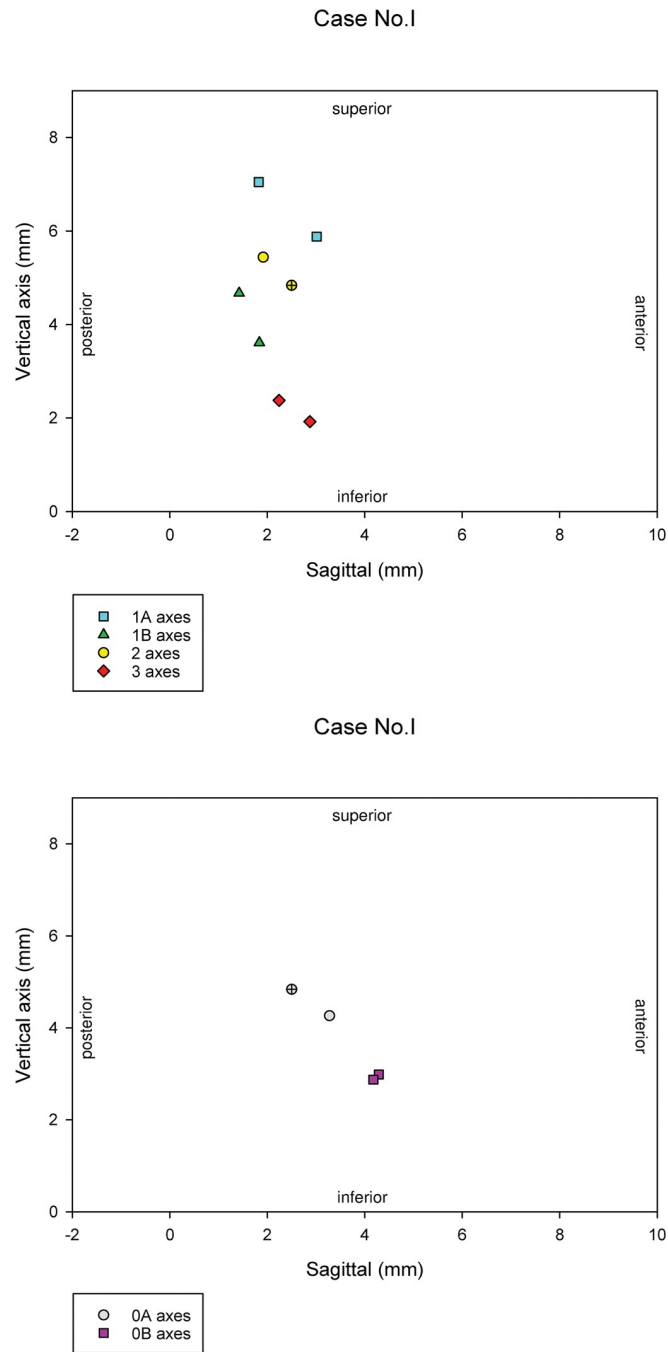 Case No.I
superior
8
6
4
2
0
Vertical axis (mm)
posterior
anterior
inferior
-2 0 2 4 6 8 10
Sagittal (mm)
1A axes
1B axes
2 axes
3 axes
Case No.I
superior
8
6
4
2
0
Vertical axis (mm)
posterior
anterior
inferior
-2 0 2 4 6 8 10
Sagittal (mm)
0A axes
0B axes